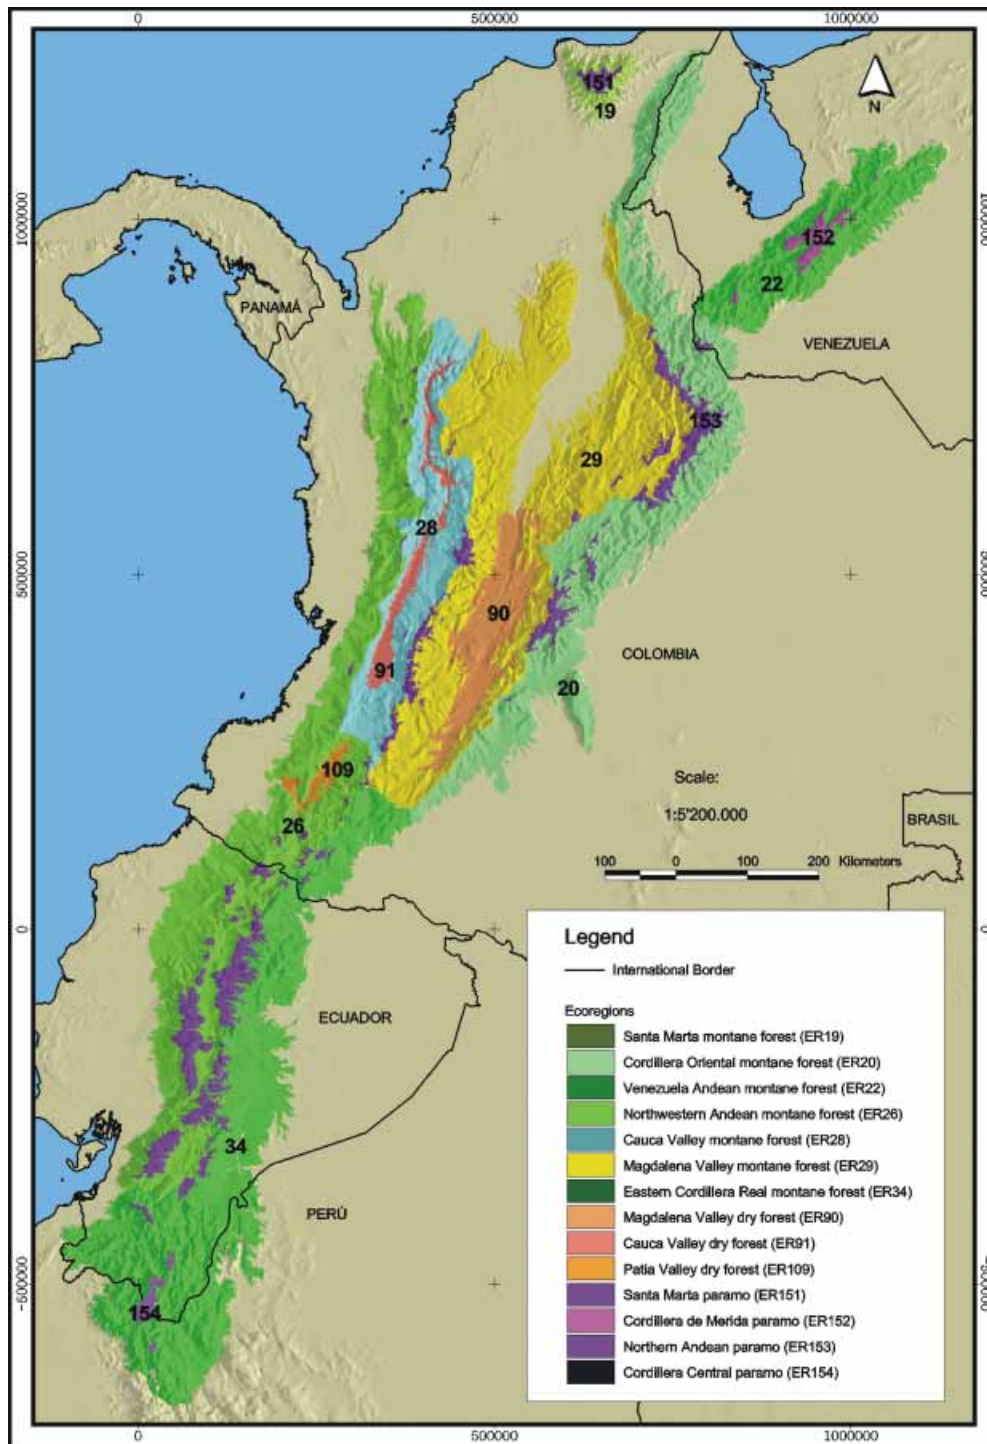 0 500000 1000000
151
19
N
1000000
152
22
PANAMÁ
VENEZUELA
153
29
28
500000
90
COLOMBIA
91
20
109
Scale:
26
1:5'200.000
BRASIL
100 0 100 200 Kilometers
0 0
Legend
International Border
ECUADOR
Ecoregions
Santa Marta montane forest (ER19)
Cordillera Oriental montane forest (ER20)
Venezuela Andean montane forest (ER22)
Northwestern Andean montane forest (ER26)
34
Cauca Valley montane forest (ER28)
Magdalena Valley montane forest (ER29)
Eastern Cordillera Real montane forest (ER34)
PERÚ
Magdalena Valley dry forest (ER90)
Cauca Valley dry forest (ER91)
Patia Valley dry forest (ER109)
-500000
154
Santa Marta paramo (ER151)
Cordillera de Merida paramo (ER152)
Northern Andean paramo (ER153)
Cordillera Central paramo (ER154)
0 500000 1000000